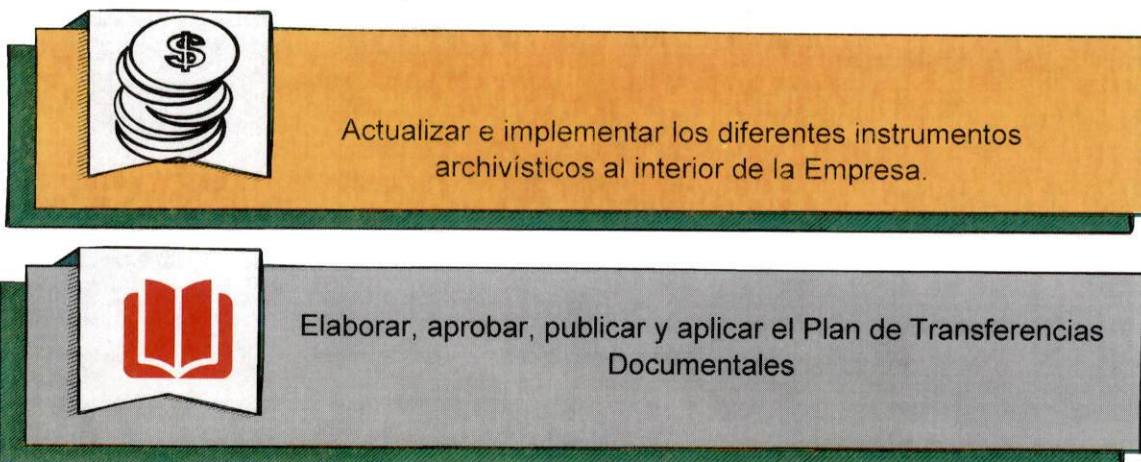 $
Actualizar e implementar los diferentes instrumentos
archivísticos al interior de la Empresa.
Elaborar, aprobar, publicar y aplicar el Plan de Transferencias
Documentales